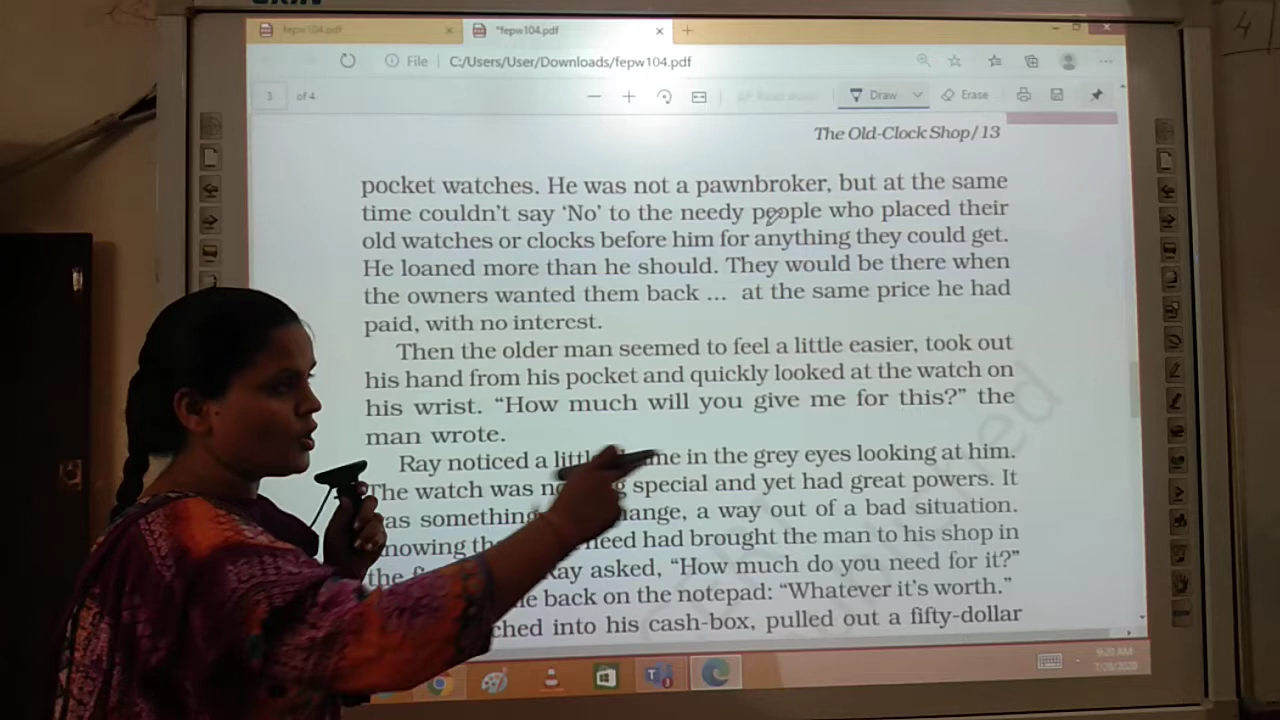 fepw104.pdf
*fepw104.pdf
File C:/Users/User/Downloads/fepw104.pdf
3 of 4
Draw
Erase
The Old-Clock Shop/13
pocket watches. He was not a pawnbroker, but at the same
time couldn't say 'No' to the needy people who placed their
old watches or clocks before him for anything they could get.
He loaned more than he should. They would be there when
the owners wanted them back ... at the same price he had
paid, with no interest.
Then the older man seemed to feel a little easier, took out
his hand from his pocket and quickly looked at the watch on
his wrist. "How much will you give me for this?" the
man wrote.
Ray noticed a in the grey eyes looking at him.
The watch was special and yet had great powers. It
something a way out of a bad situation.
need had brought the man to his shop in
the Ray asked, "How much do you need for it?"
back on the notepad: "Whatever it's worth."
into his cash-box, pulled out a fifty-dollar
9:20 AM
7/28/2020
4